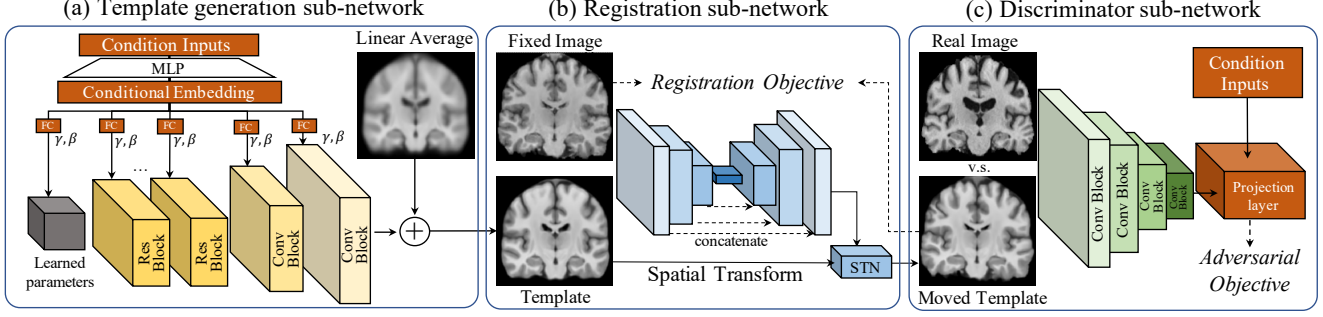 (a) Template generation sub-network
Condition Inputs
MLP
Conditional Embedding
FC
FC
FC
FC
FC
γ, β
γ, β
γ, β
γ, β
γ, β
...
Learned
parameters
Res Block
Res Block
Conv Block
Conv Block
Linear Average
+
(b) Registration sub-network
Fixed Image
Registration Objective
concatenate
Spatial Transform
STN
Template
(c) Discriminator sub-network
Real Image
v.s.
Moved Template
Conv Block
Conv Block
Conv Block
Conv Block
Condition
Inputs
Projection
layer
Adversarial
Objective